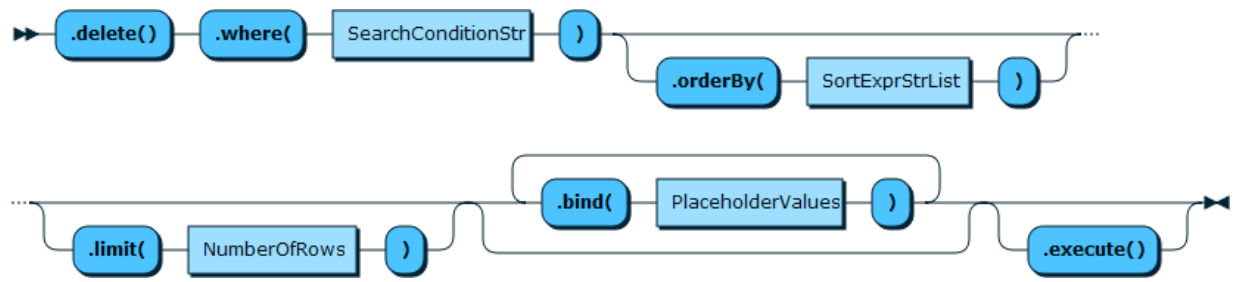 .delete() .where( SearchConditionStr )
.orderBy( SortExprStrList )
.bind( PlaceholderValues )
.limit( NumberOfRows ) .execute()